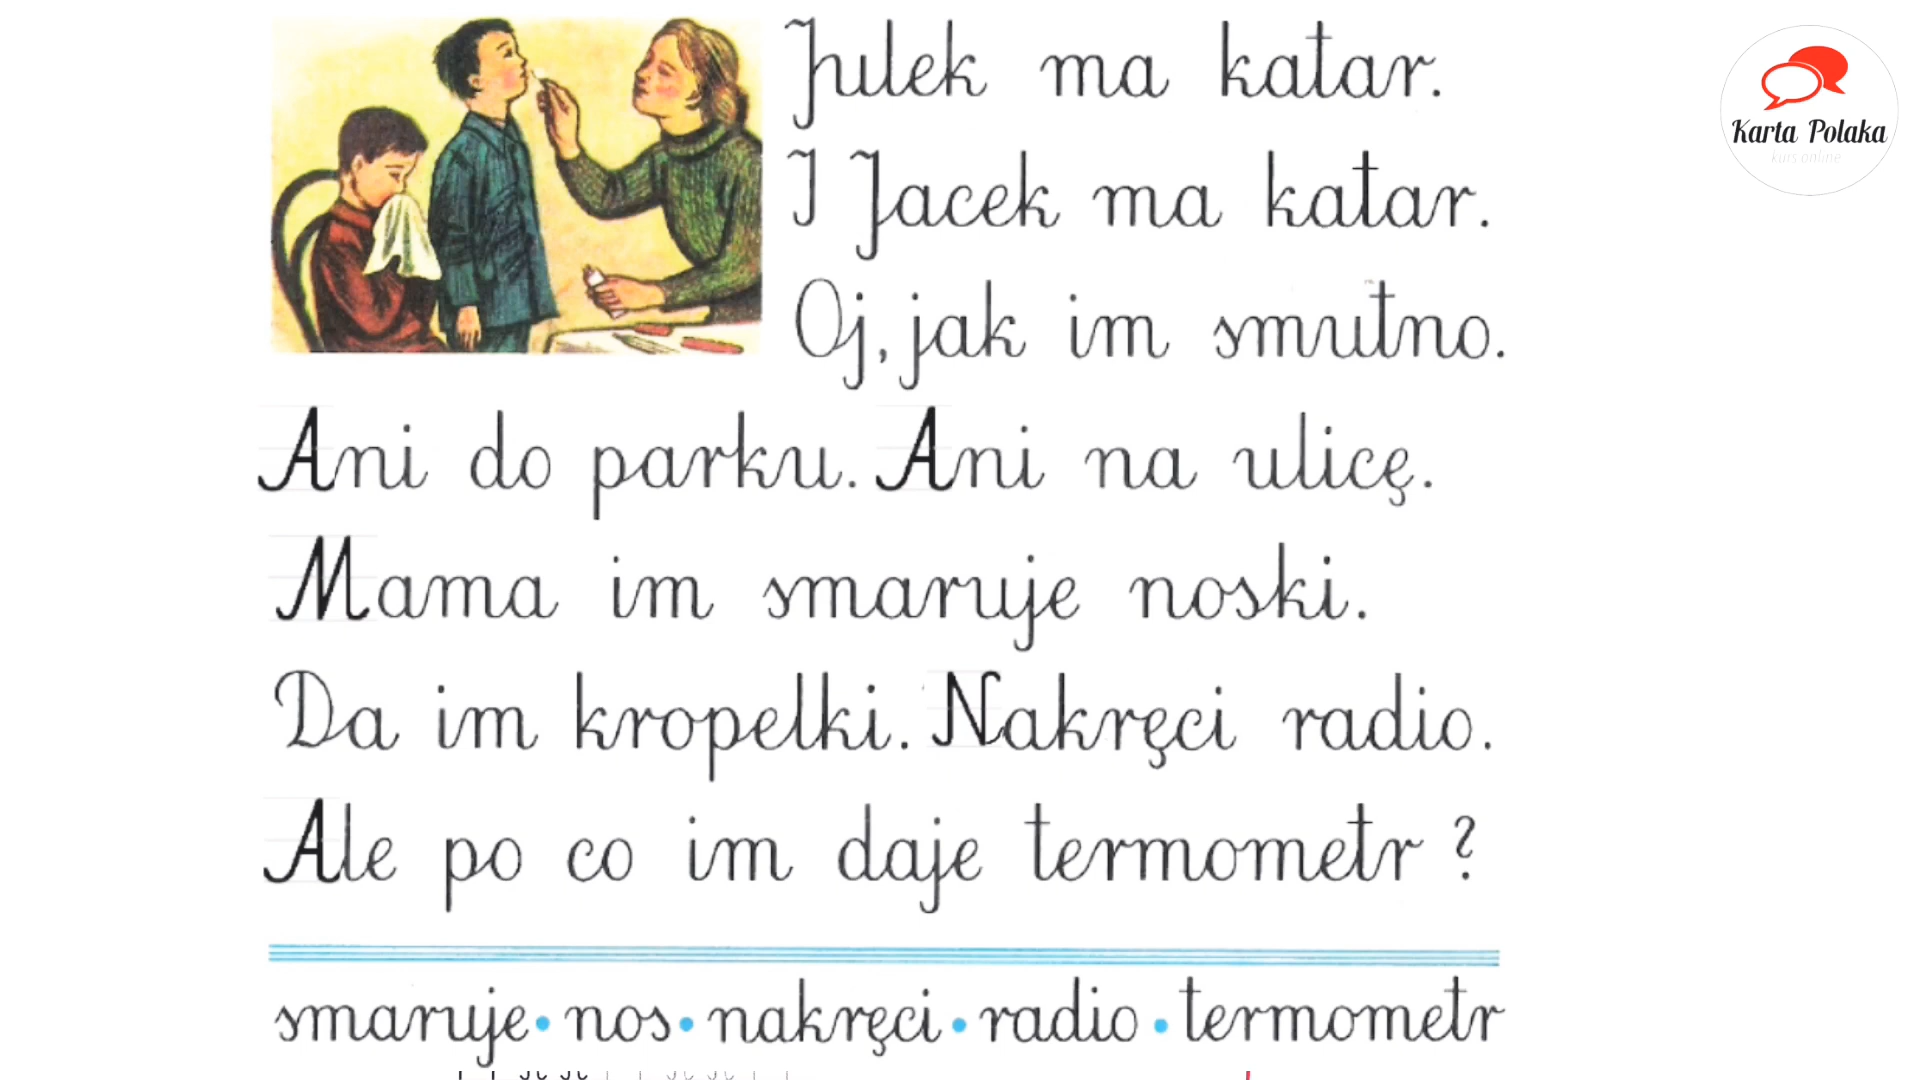 Julek ma katar.
I Jacek ma katar.
Oj, jak im smutno.
Ani do parku. Ani na ulicę.
Mama im smaruje noski.
Da im kropelki. Nakręci radio.
Ale po co im daje termometr?
smaruje • nos • nakręci • radio • termometr
Karta Polaka
kurs online